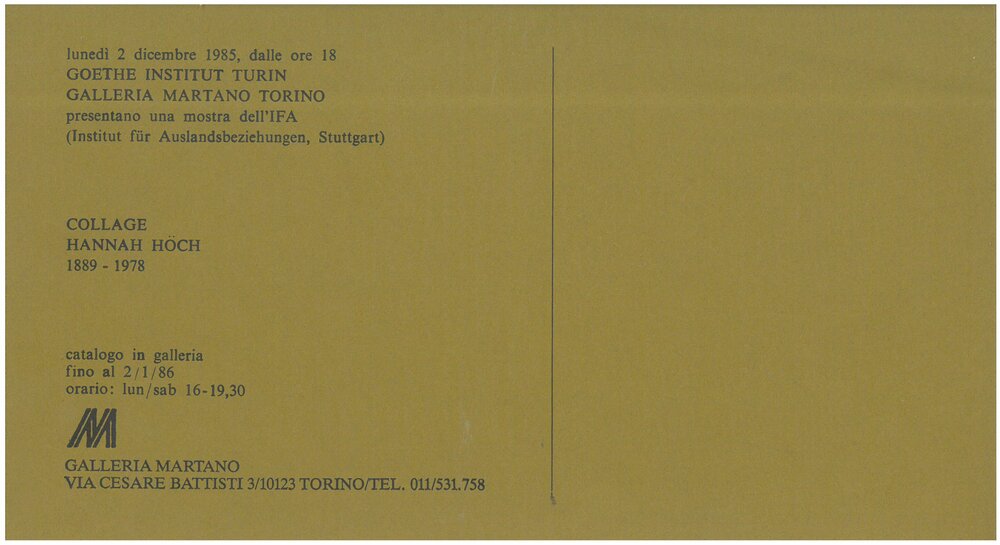 lunedì 2 dicembre 1985, dalle ore 18
GOETHE INSTITUT TURIN
GALLERIA MARTANO TORINO
presentano una mostra dell'IFA
(Institut für Auslandsbeziehungen, Stuttgart)
COLLAGE
HANNAH HÖCH
1889 - 1978
catalogo in galleria
fino al 2/1/86
orario: lun/sab 16-19,30
M
GALLERIA MARTANO
VIA CESARE BATTISTI 3/10123 TORINO/TEL. 011/531.758